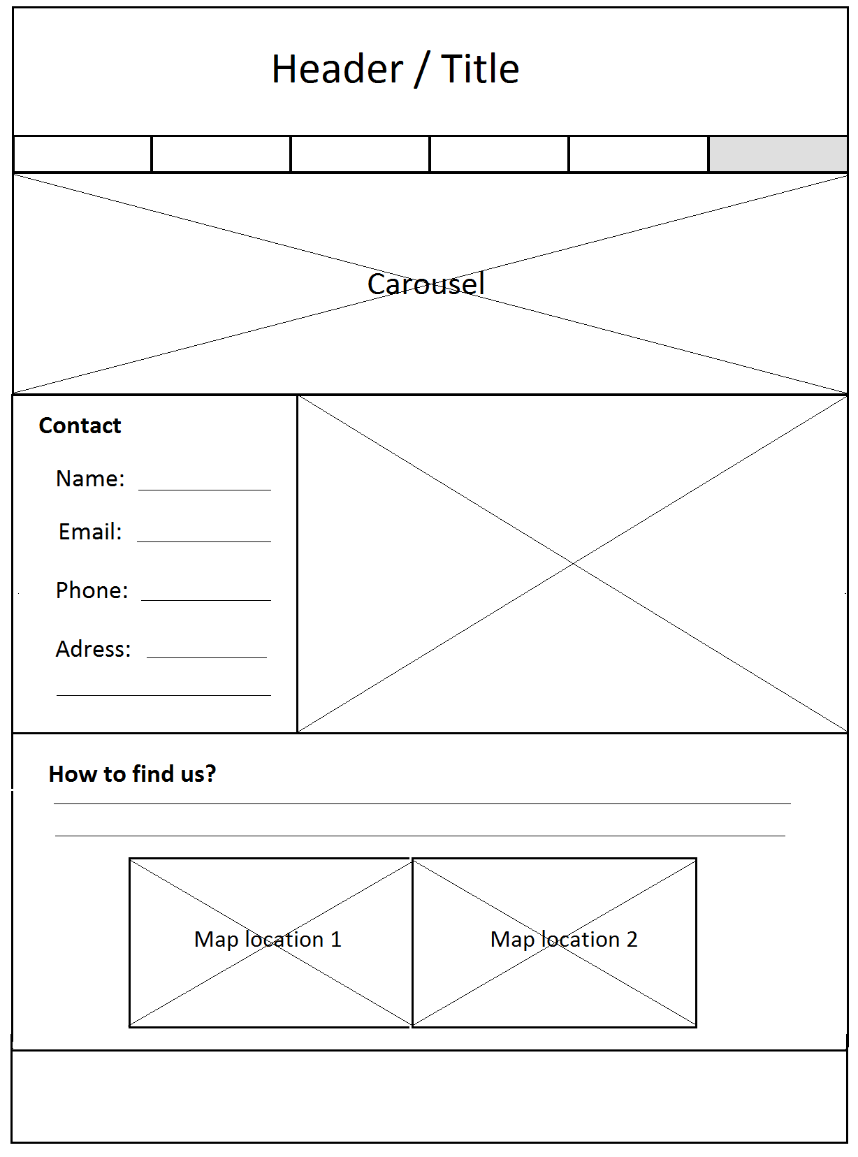 Header / Title
Carousel
Contact
Name:
Email:
Phone:
Adress:
How to find us?
Map location 1
Map location 2